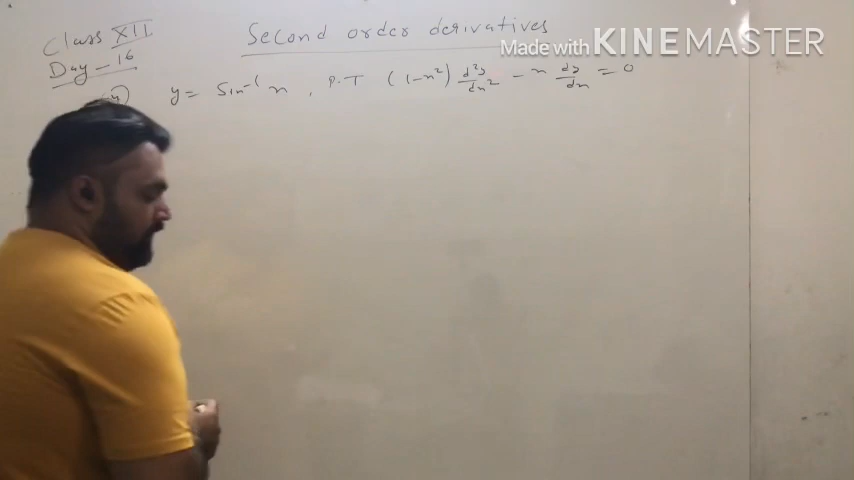 Class XII
Second order derivatives
Made with KINEMASTER
Day - 16
y = Sin⁻¹ x , P.T (1-x²) d²y/dx² - x dy/dx = 0